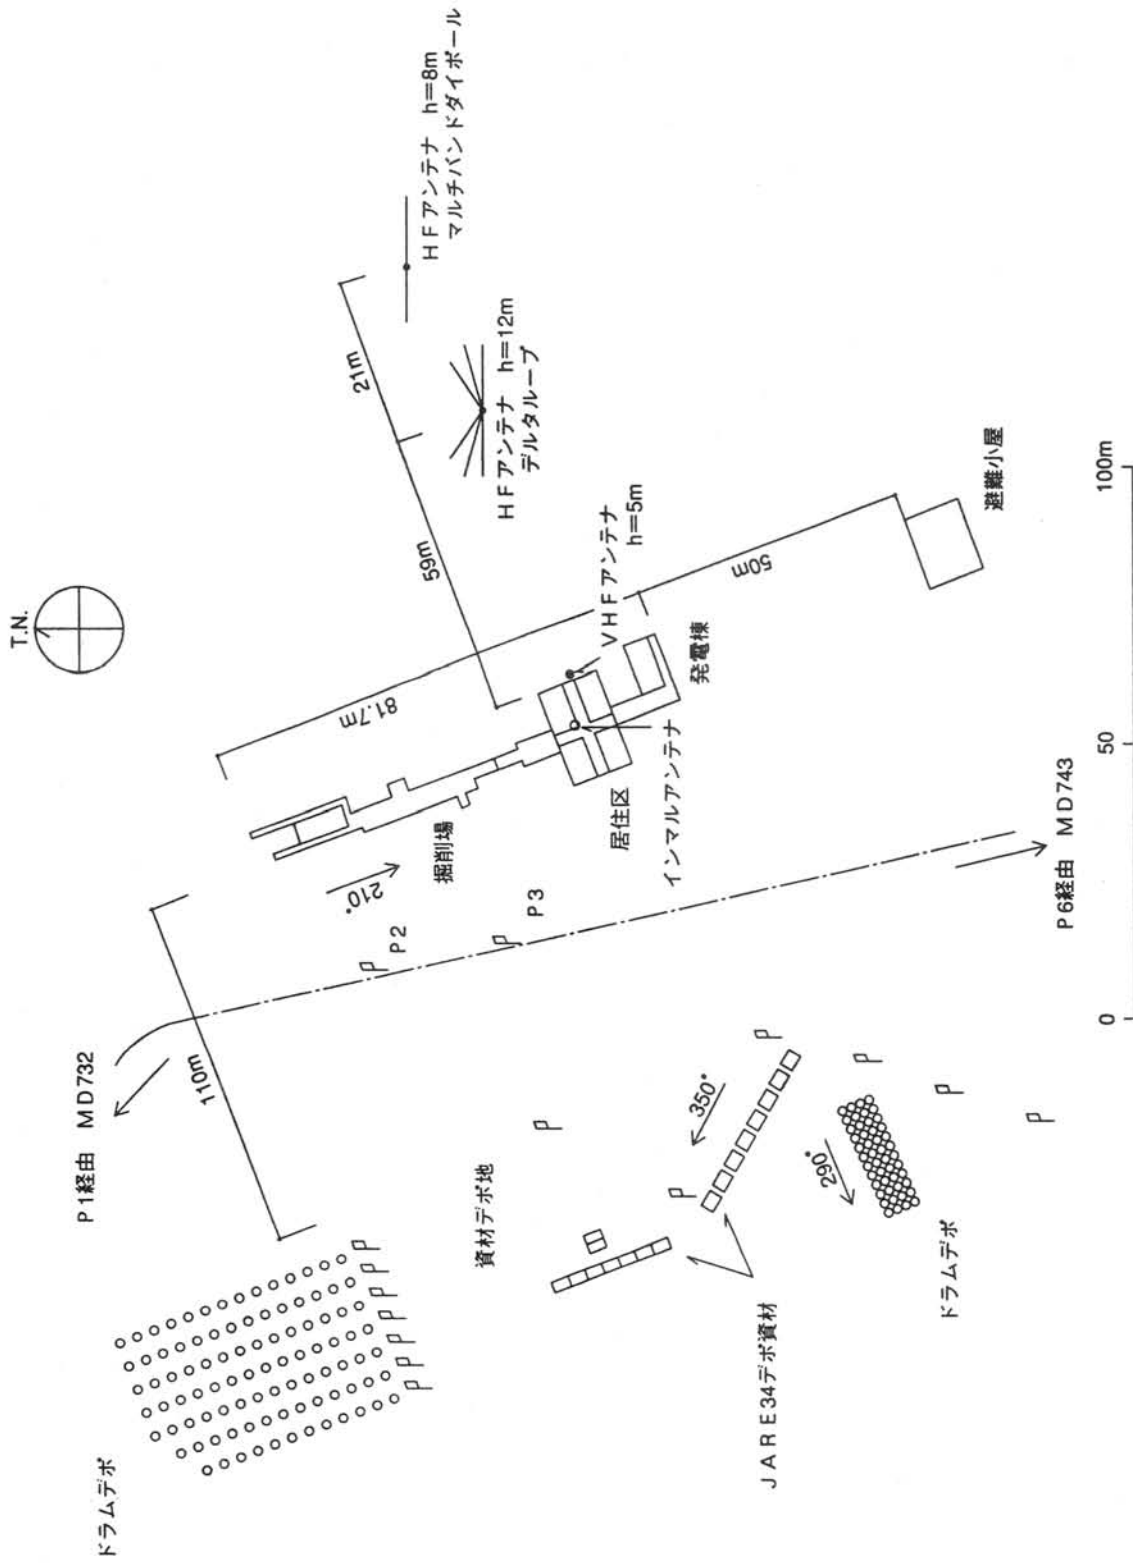 T.N.
HFアンテナ h=8m
マルチバンドダイポール
21m
HFアンテナ h=12m
デルタループ
59m
VHFアンテナ
h=5m
81.7m
50m
避難小屋
発電棟
居住区
インマルアンテナ
掘削場
210°
P2
P3
P1経由 MD732
110m
P6経由 MD743
0
50
100m
資材デポ地
350°
290°
JARE34デポ資材
ドラムデポ
ドラムデポ